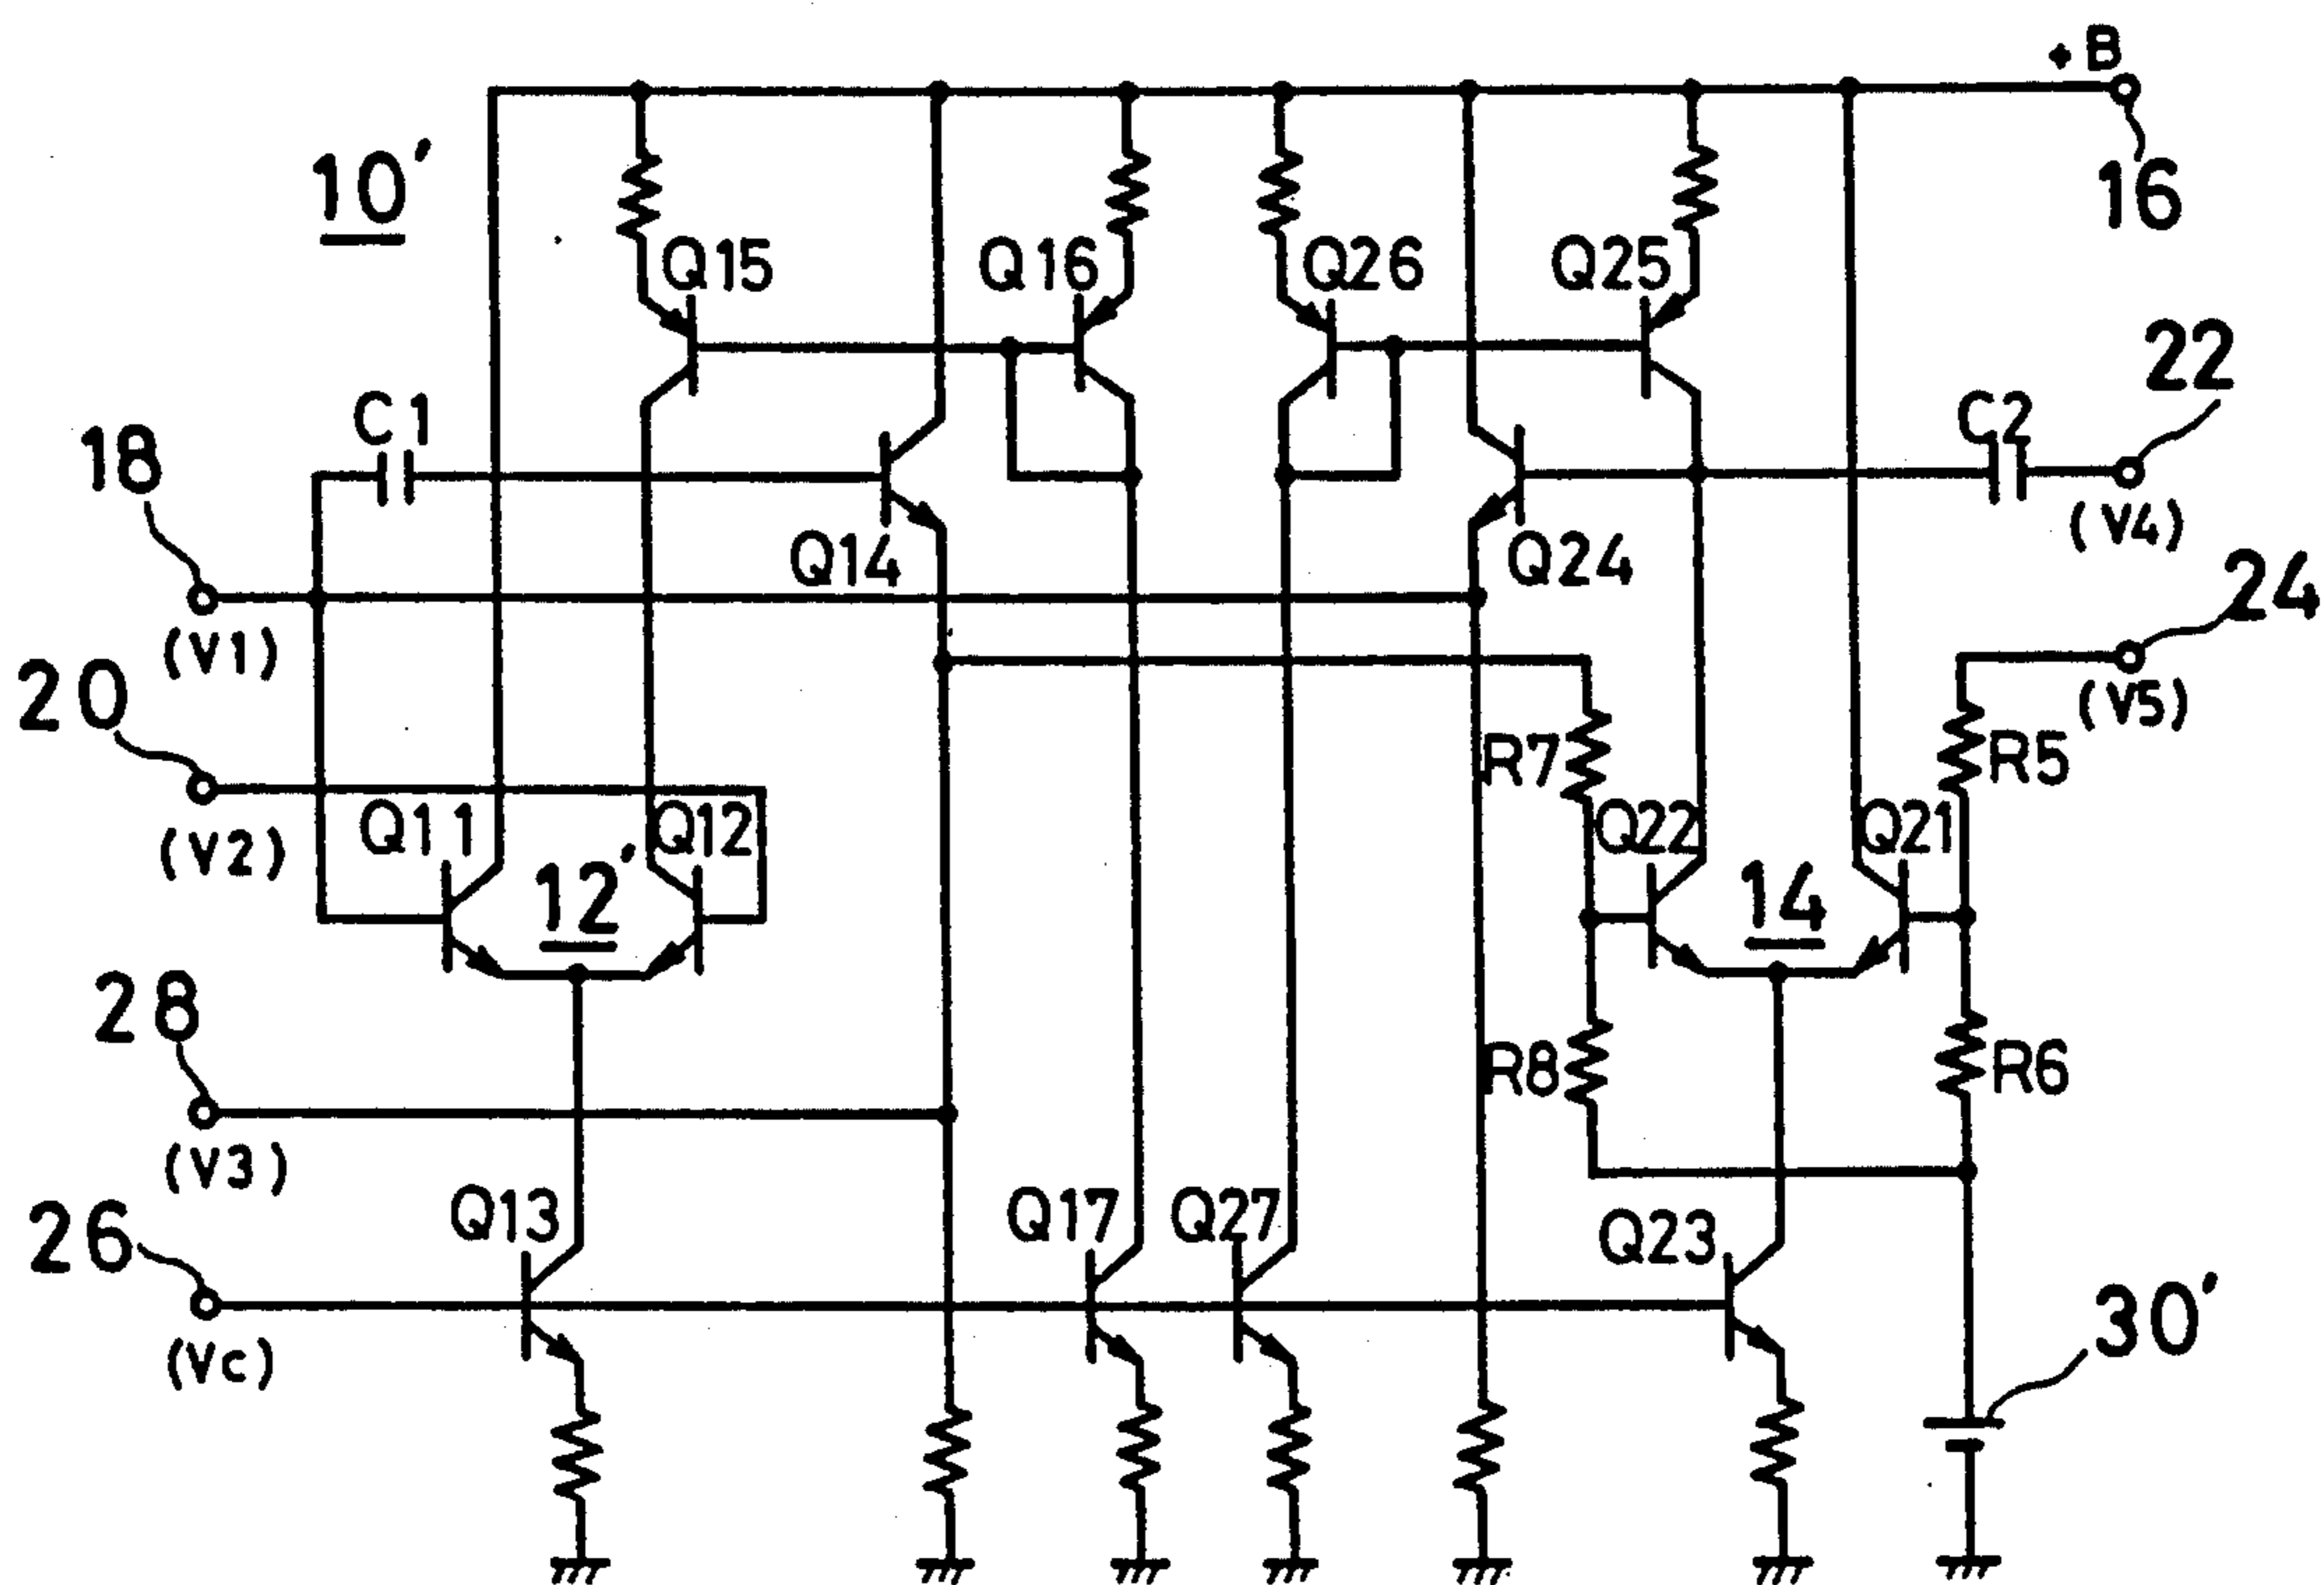 +B
10'
16
Q15
Q16
Q26
Q25
22
C1
C2
18
(V4)
Q14
Q24
24
(V1)
20
(V5)
R7
R5
Q11
Q12
Q22
Q21
(V2)
12'
14
28
R8
R6
(V3)
26
Q13
Q17
Q27
Q23
30'
(Vc)